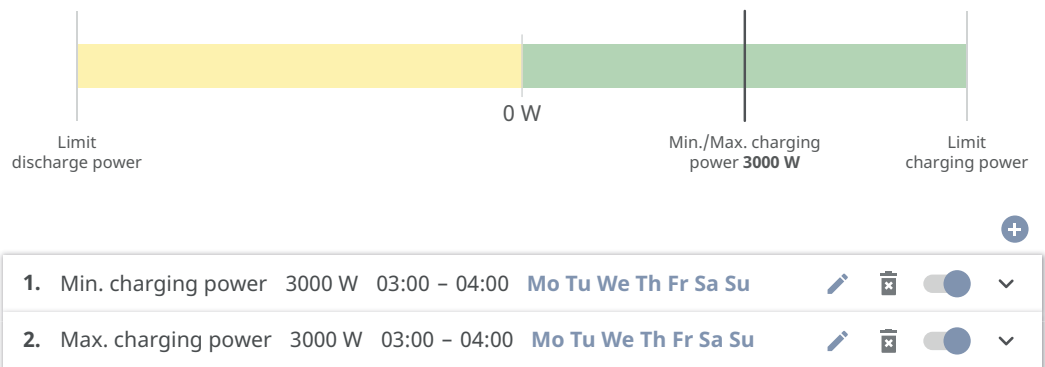 0 W
Limit
discharge power
Min./Max. charging
power 3000 W
Limit
charging power
1. Min. charging power 3000 W 03:00 – 04:00 Mo Tu We Th Fr Sa Su
2. Max. charging power 3000 W 03:00 – 04:00 Mo Tu We Th Fr Sa Su